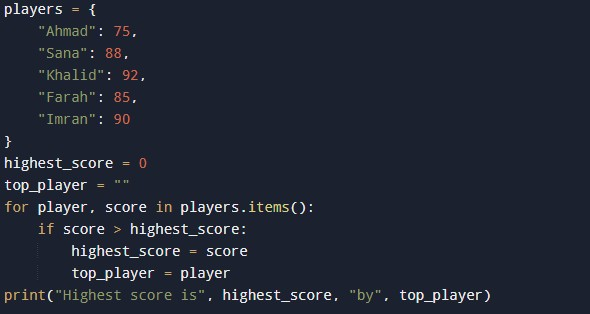 players = {
    "Ahmad": 75,
    "Sana": 88,
    "Khalid": 92,
    "Farah": 85,
    "Imran": 90
}
highest_score = 0
top_player = ""
for player, score in players.items():
    if score > highest_score:
        highest_score = score
        top_player = player
print("Highest score is", highest_score, "by", top_player)